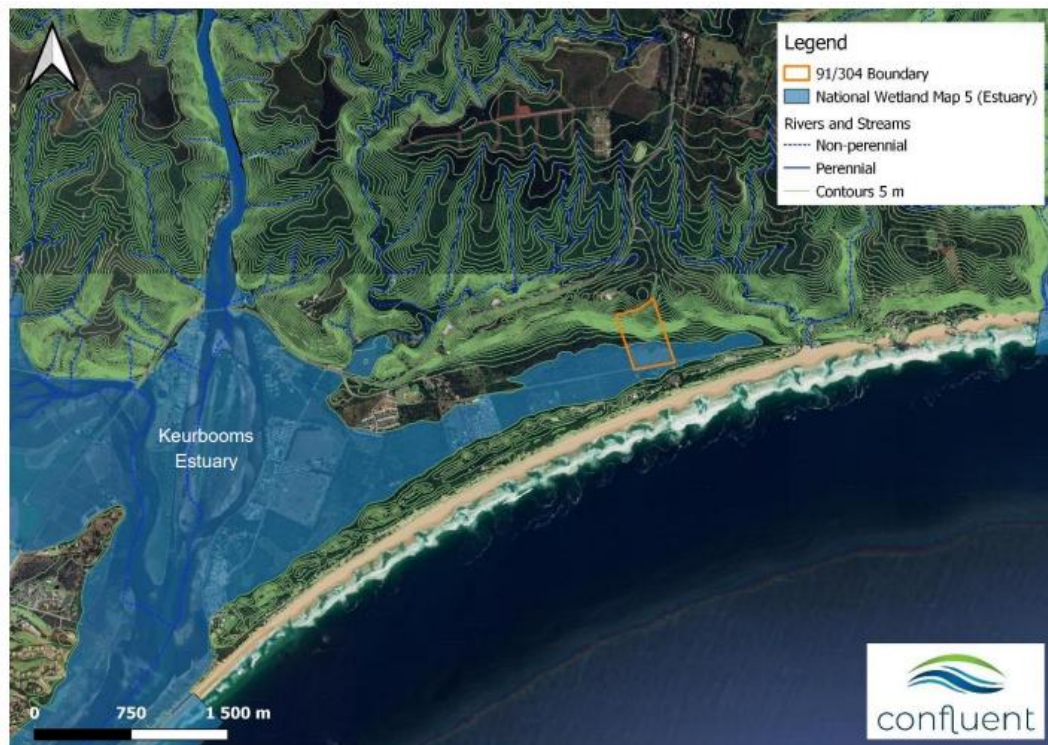 Legend
91/304 Boundary
National Wetland Map 5 (Estuary)
Rivers and Streams
Non-perennial
Perennial
Contours 5 m
Keurbooms
Estuary
0 750 1 500 m
confluent